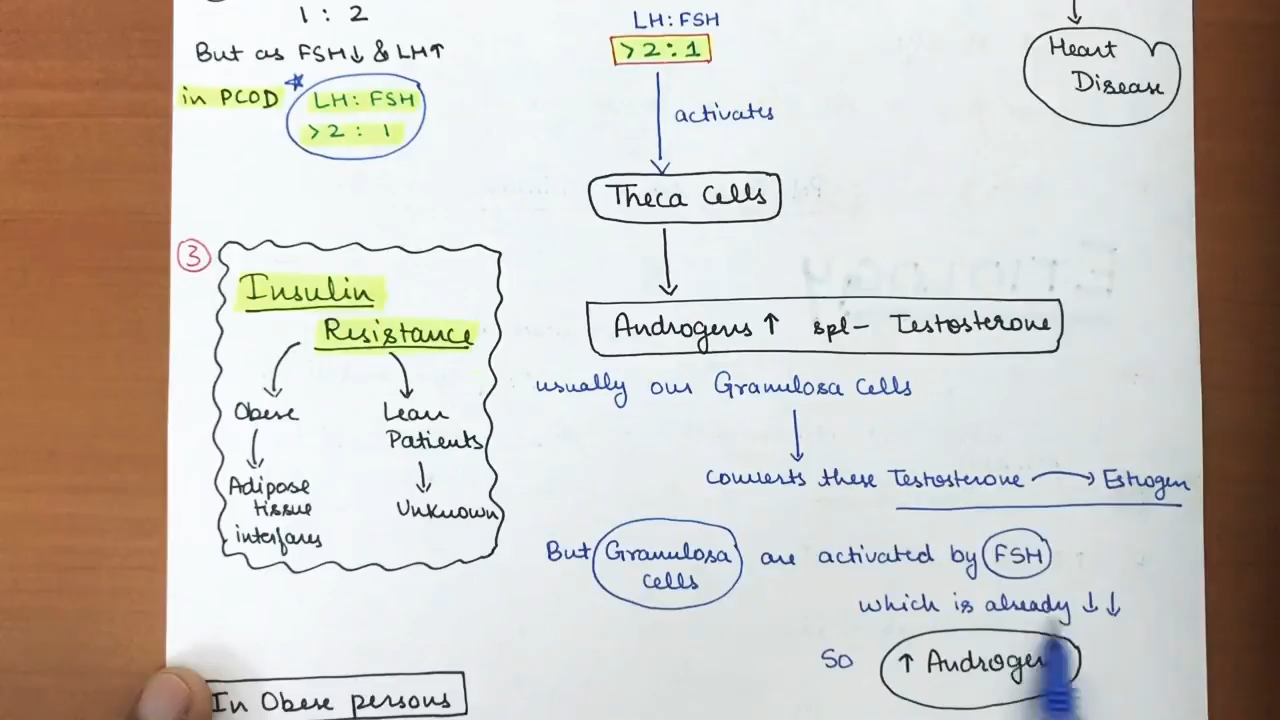 1 : 2
But as FSH↓ & LH↑
in PCOD
LH: FSH
>2 : 1
3
Insulin
Resistance
Obese
Adipose
tissue
interfares
Lean
Patients
Unknown
In Obese persons
LH:FSH
>2:1
activates
Theca Cells
Androgens ↑ spl- Testosterone
usually our Granulosa Cells
converts these Testosterone → Estrogen
But Granulosa cells are activated by FSH
which is already ↓↓
So ↑ Androgen
Heart
Disease